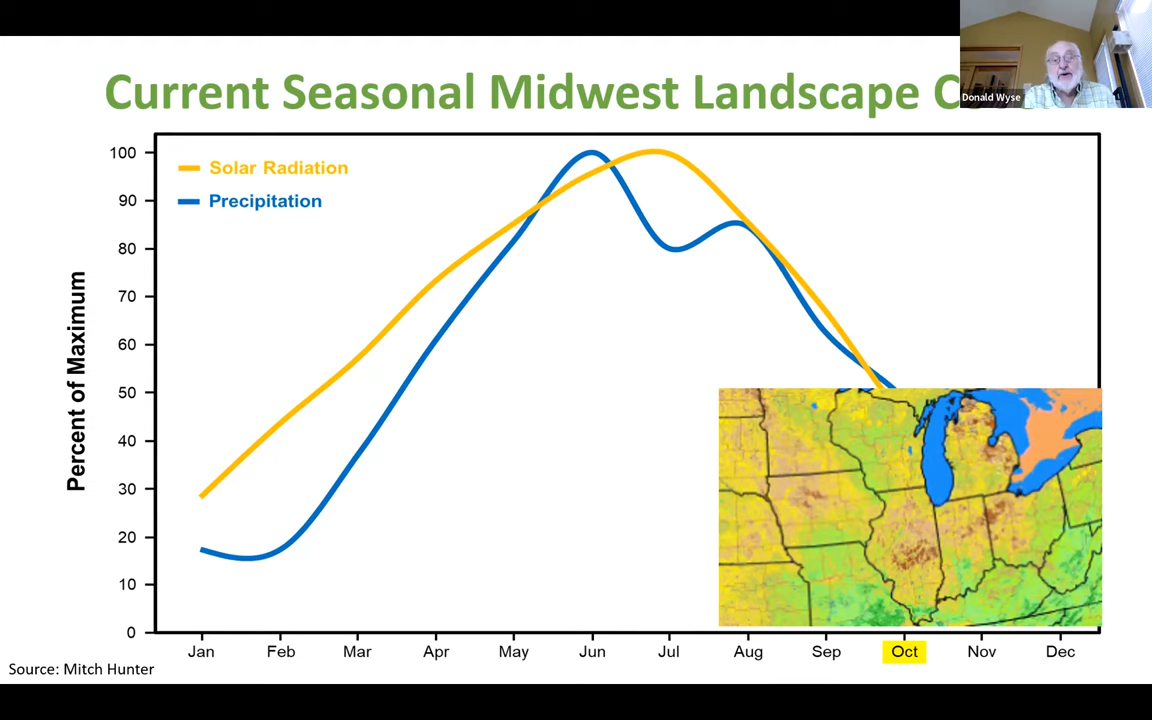 Current Seasonal Midwest Landscape
Donald Wyse
100
90
80
70
60
50
40
30
20
10
0
Solar Radiation
Precipitation
Percent of Maximum
Jan Feb Mar Apr May Jun Jul Aug Sep Oct Nov Dec
Source: Mitch Hunter